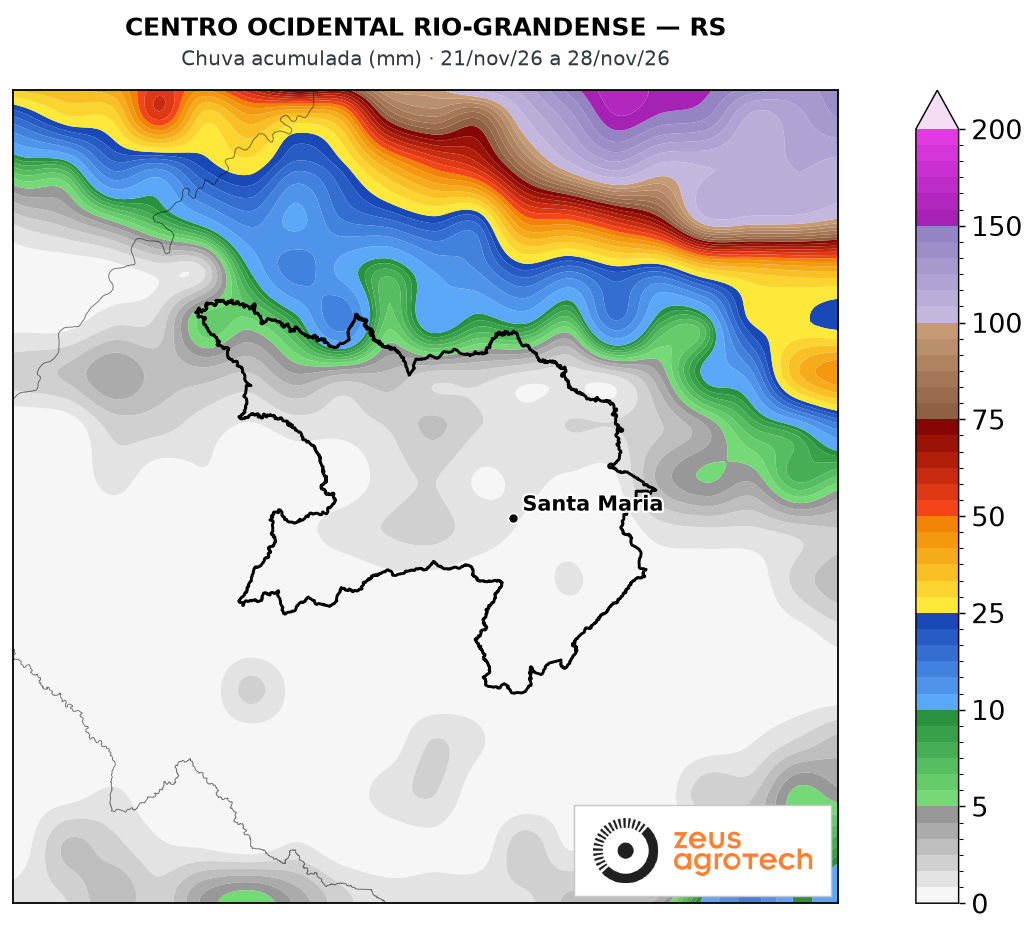 CENTRO OCIDENTAL RIO-GRANDENSE — RS
Chuva acumulada (mm) · 21/nov/26 a 28/nov/26
200
150
100
75
50
25
10
5
0
Santa Maria
zeus
agrotech